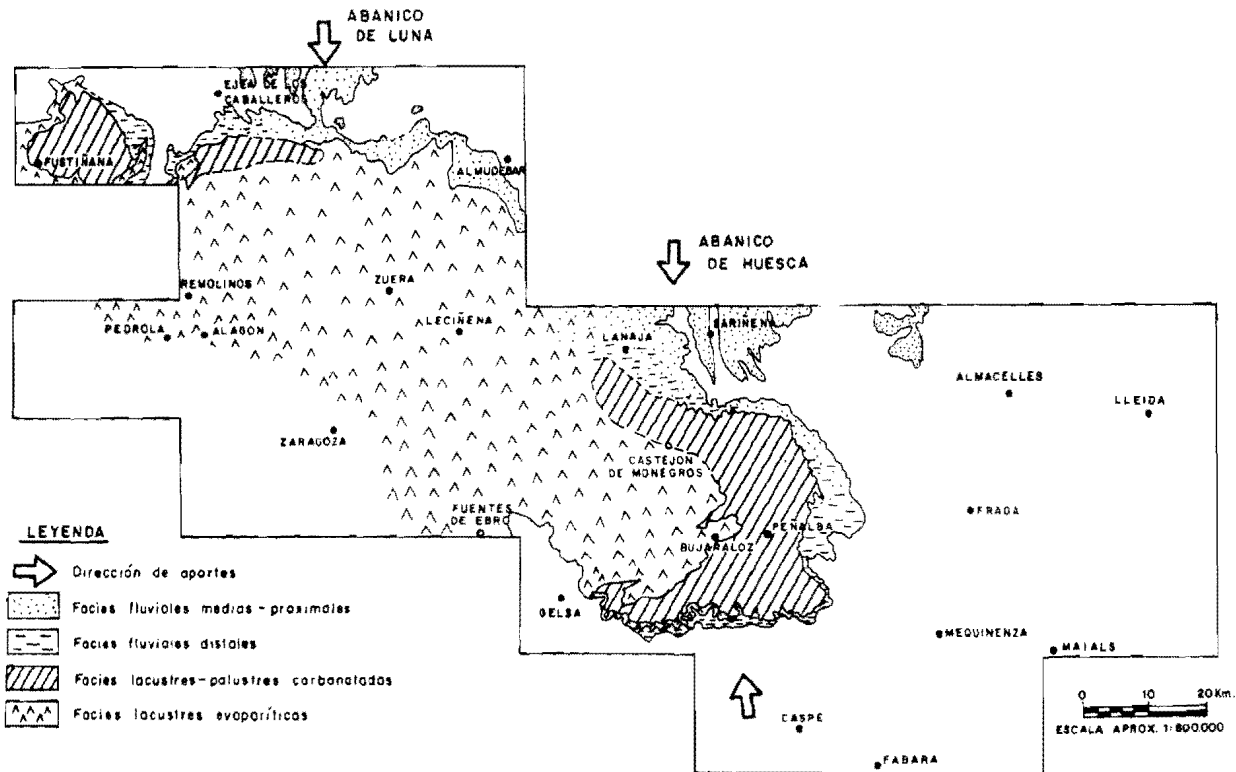 ABANICO
DE LUNA
EJEA DE LOS
CABALLEROS
FUSTIÑANA
ALMUDEBAR
ABANICO
DE HUESCA
REMOLINOS
ZUERA
PEDROLA
ALAGON
LECIÑENA
LANAJA
SARIÑENA
ALMACELLES
LLEIDA
ZARAGOZA
CASTEJON
DE MONEGROS
FUENTES
DE EBRO
BUJARALOZ
PEÑALBA
FRAGA
LEYENDA
Dirección de aportes
Facies fluviales medias-proximales
Facies fluviales distales
Facies lacustres-palustres carbonatadas
Facies lacustres evaporíticas
GELSA
MEQUINENZA
MAIALS
CASPE
FABARA
0 10 20 Km.
ESCALA APROX. 1:800.000